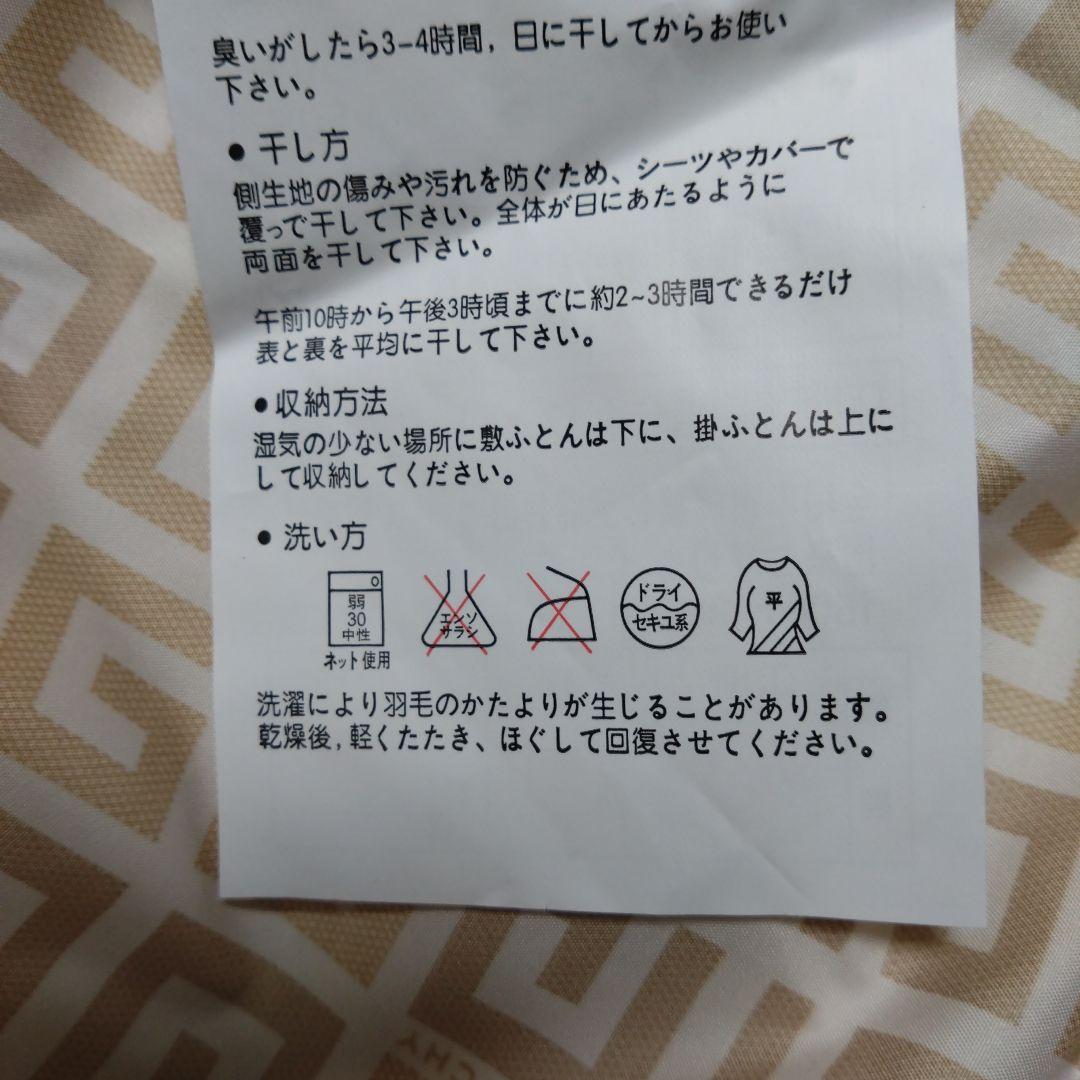 臭いがしたら3-4時間, 日に干してからお使い
下さい。
● 干し方
側生地の傷みや汚れを防ぐため、シーツやカバーで
覆って干して下さい。全体が日にあたるように
両面を干して下さい。
午前10時から午後3時頃までに約2~3時間できるだけ
表と裏を平均に干して下さい。
● 収納方法
湿気の少ない場所に敷ふとんは下に、掛ふとんは上に
して収納してください。
● 洗い方
弱
30
中性
ネット使用
エンソ
サラシ
ドライ
セキユ系
平
洗濯により羽毛のかたよりが生じることがあります。
乾燥後, 軽くたたき、ほぐして回復させてください。